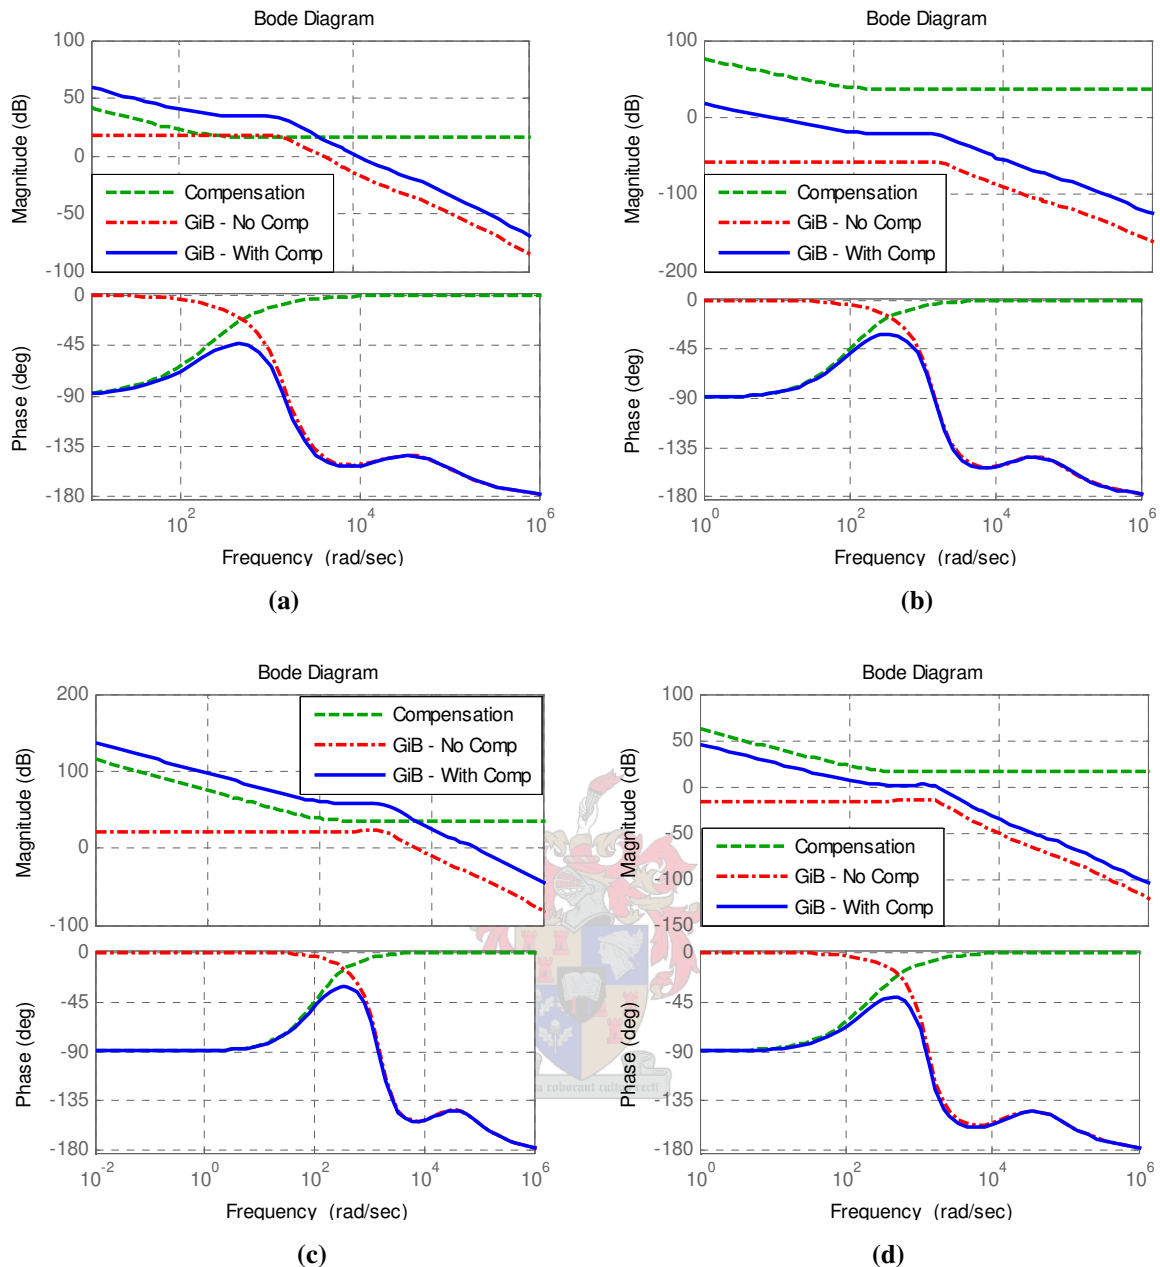 Bode Diagram
100
50
0
-50
-100
Magnitude (dB)
Compensation
GiB - No Comp
GiB - With Comp
0
-45
-90
-135
-180
Phase (deg)
10^2
10^4
10^6
Frequency (rad/sec)
(a)
Bode Diagram
100
0
-100
-200
Magnitude (dB)
Compensation
GiB - No Comp
GiB - With Comp
0
-45
-90
-135
-180
Phase (deg)
10^0
10^2
10^4
10^6
Frequency (rad/sec)
(b)
Bode Diagram
200
100
0
-100
Magnitude (dB)
Compensation
GiB - No Comp
GiB - With Comp
0
-45
-90
-135
-180
Phase (deg)
10^-2
10^0
10^2
10^4
10^6
Frequency (rad/sec)
(c)
Bode Diagram
100
50
0
-50
-100
-150
Magnitude (dB)
Compensation
GiB - No Comp
GiB - With Comp
0
-45
-90
-135
-180
Phase (deg)
10^0
10^2
10^4
10^6
Frequency (rad/sec)
(d)
roborant